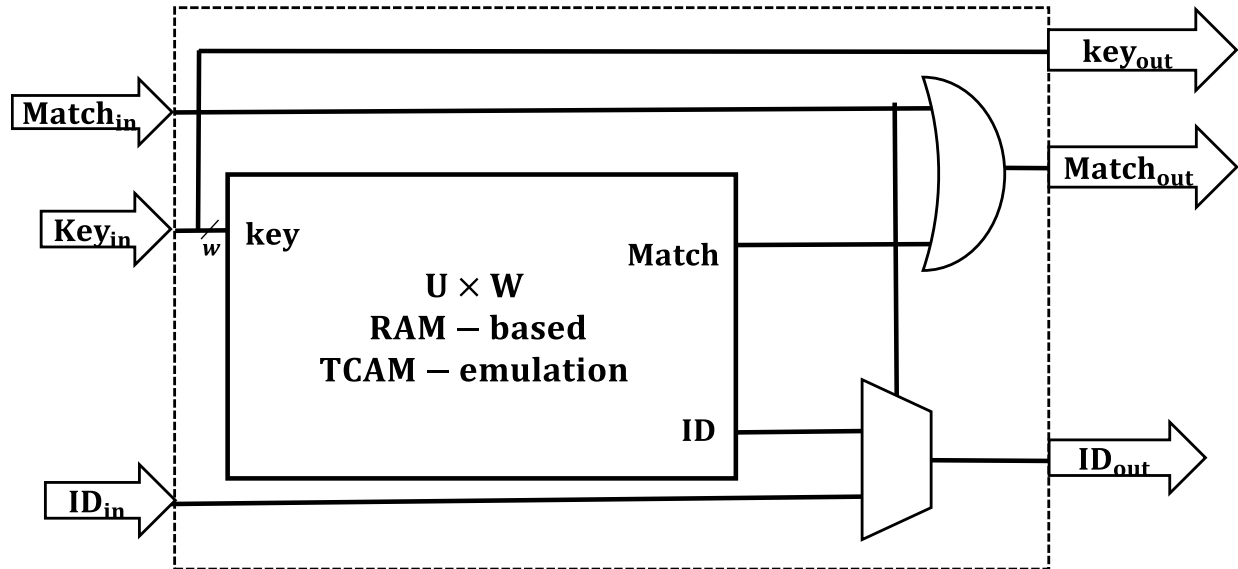 key_out
Match_in
Match_out
Key_in
w
key
Match
U × W
RAM − based
TCAM − emulation
ID
ID_out
ID_in